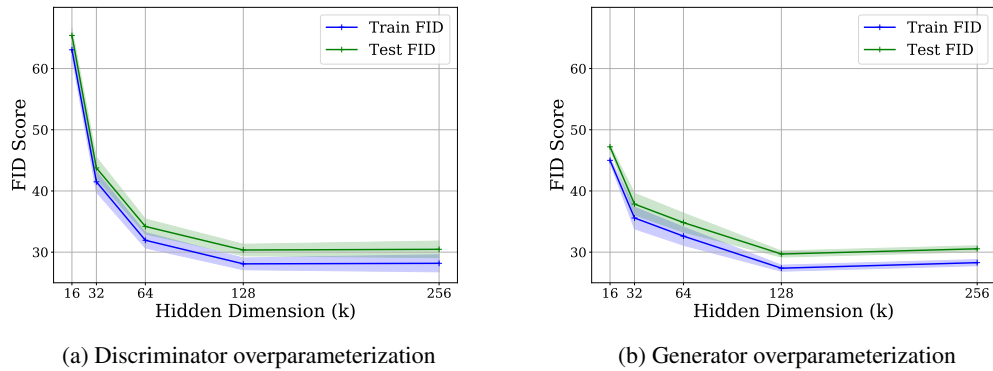 Train FID
Test FID
60
50
40
30
FID Score
16 32 64 128 256
Hidden Dimension (k)
(a) Discriminator overparameterization
Train FID
Test FID
60
50
40
30
FID Score
16 32 64 128 256
Hidden Dimension (k)
(b) Generator overparameterization